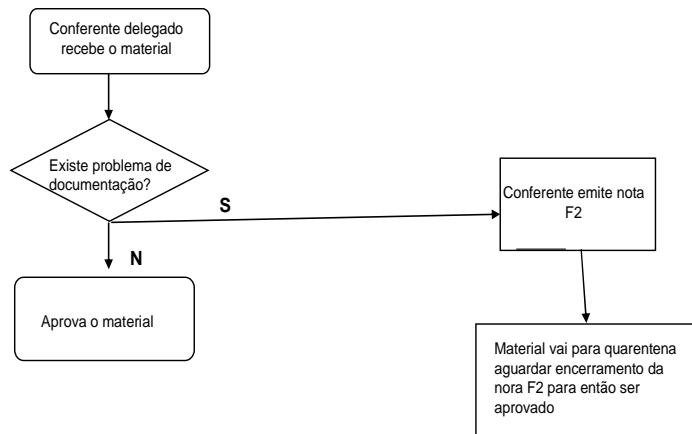 Conferente delegado
recebe o material
Existe problema de
documentação?
S
Conferente emite nota
F2
N
Aprova o material
Material vai para quarentena
aguardar encerramento da
nora F2 para então ser
aprovado